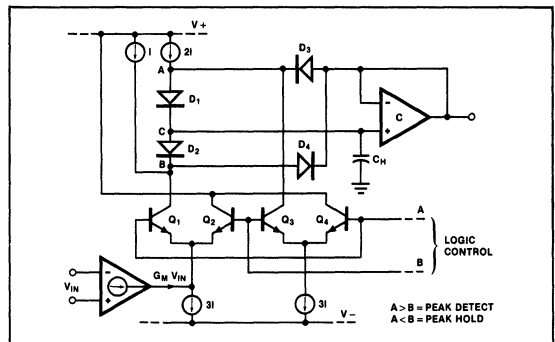 V+
I
2I
A
D3
D1
C
D2
B
D4
C
-
+
CH
Q1
Q2
Q3
Q4
A
B
LOGIC
CONTROL
VIN
-
+
GM VIN
3I
3I
V-
A > B = PEAK DETECT
A < B = PEAK HOLD